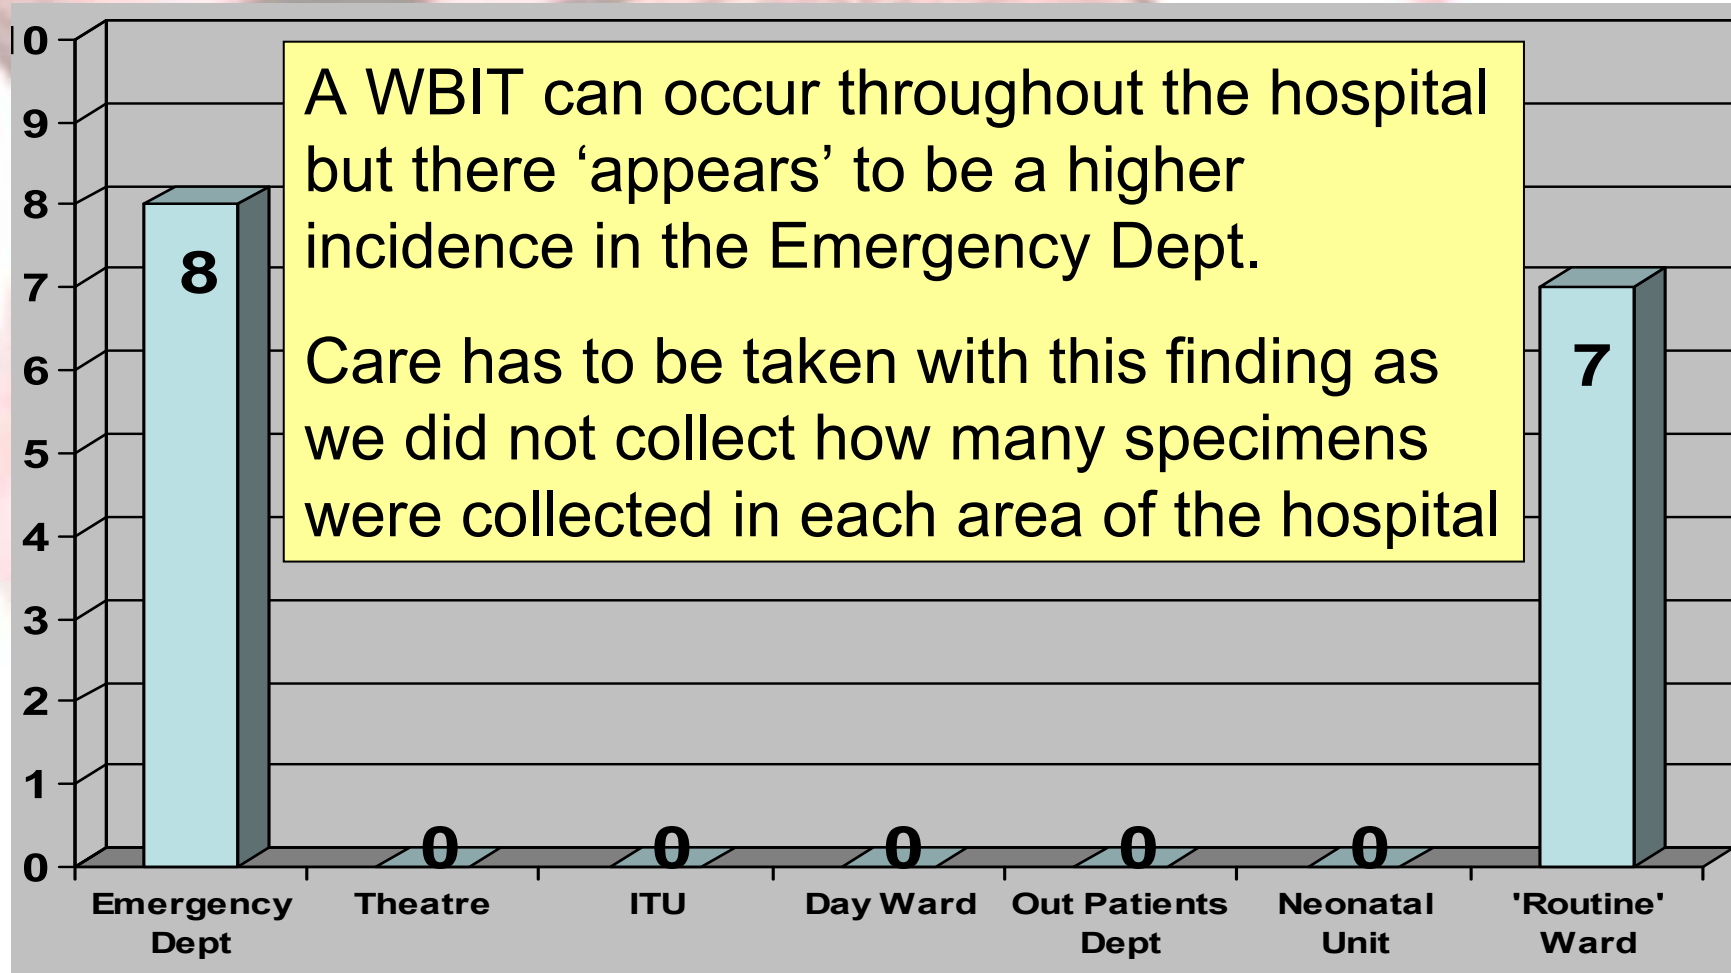 A WBIT can occur throughout the hospital
but there ‘appears’ to be a higher
incidence in the Emergency Dept.
Care has to be taken with this finding as
we did not collect how many specimens
were collected in each area of the hospital
10
9
8
7
6
5
4
3
2
1
0
8
0
0
0
0
0
7
Emergency
Dept
Theatre
ITU
Day Ward
Out Patients
Dept
Neonatal
Unit
'Routine'
Ward